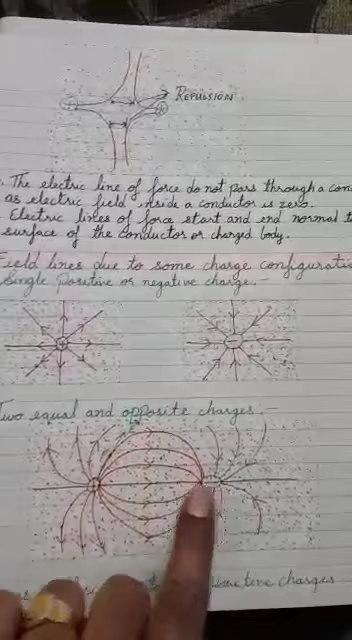 REPULSION.
The electric line of force do not pass through a
as electric field inside a conductor is zero.
Electric lines of force start and end normal
surface of the conductor or charged body.
Field lines due to some charge
Single Positive or negative charge.-
Two equal and opposite charges.-
charges